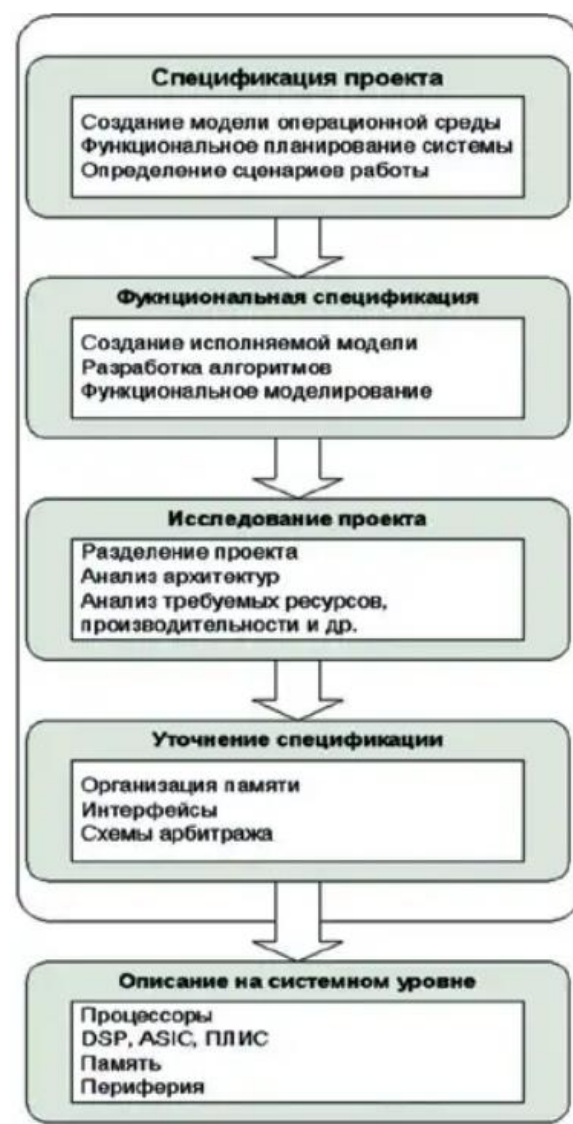 Спецификация проекта
Создание модели операционной среды
Функциональное планирование системы
Определение сценариев работы
Фукнциональная спецификация
Создание исполняемой модели
Разработка алгоритмов
Функциональное моделирование
Исследование проекта
Разделение проекта
Анализ архитектур
Анализ требуемых ресурсов,
производительности и др.
Уточнение спецификации
Организация памяти
Интерфейсы
Схемы арбитража
Описание на системном уровне
Процессоры
DSP, ASIC, ПЛИС
Память
Периферия